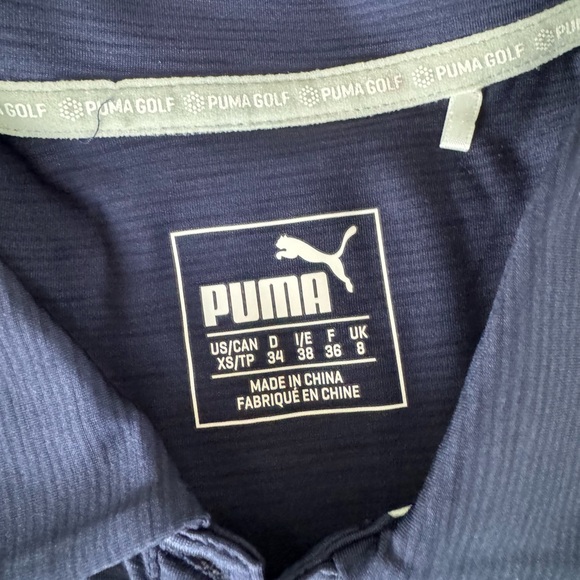 PUMA GOLF PUMA GOLF PUMA GOLF PUMA GOLF PUMA GOLF PU
PUMA
US/CAN D I/E F UK
XS/TP 34 38 36 8
MADE IN CHINA
FABRIQUÉ EN CHINE